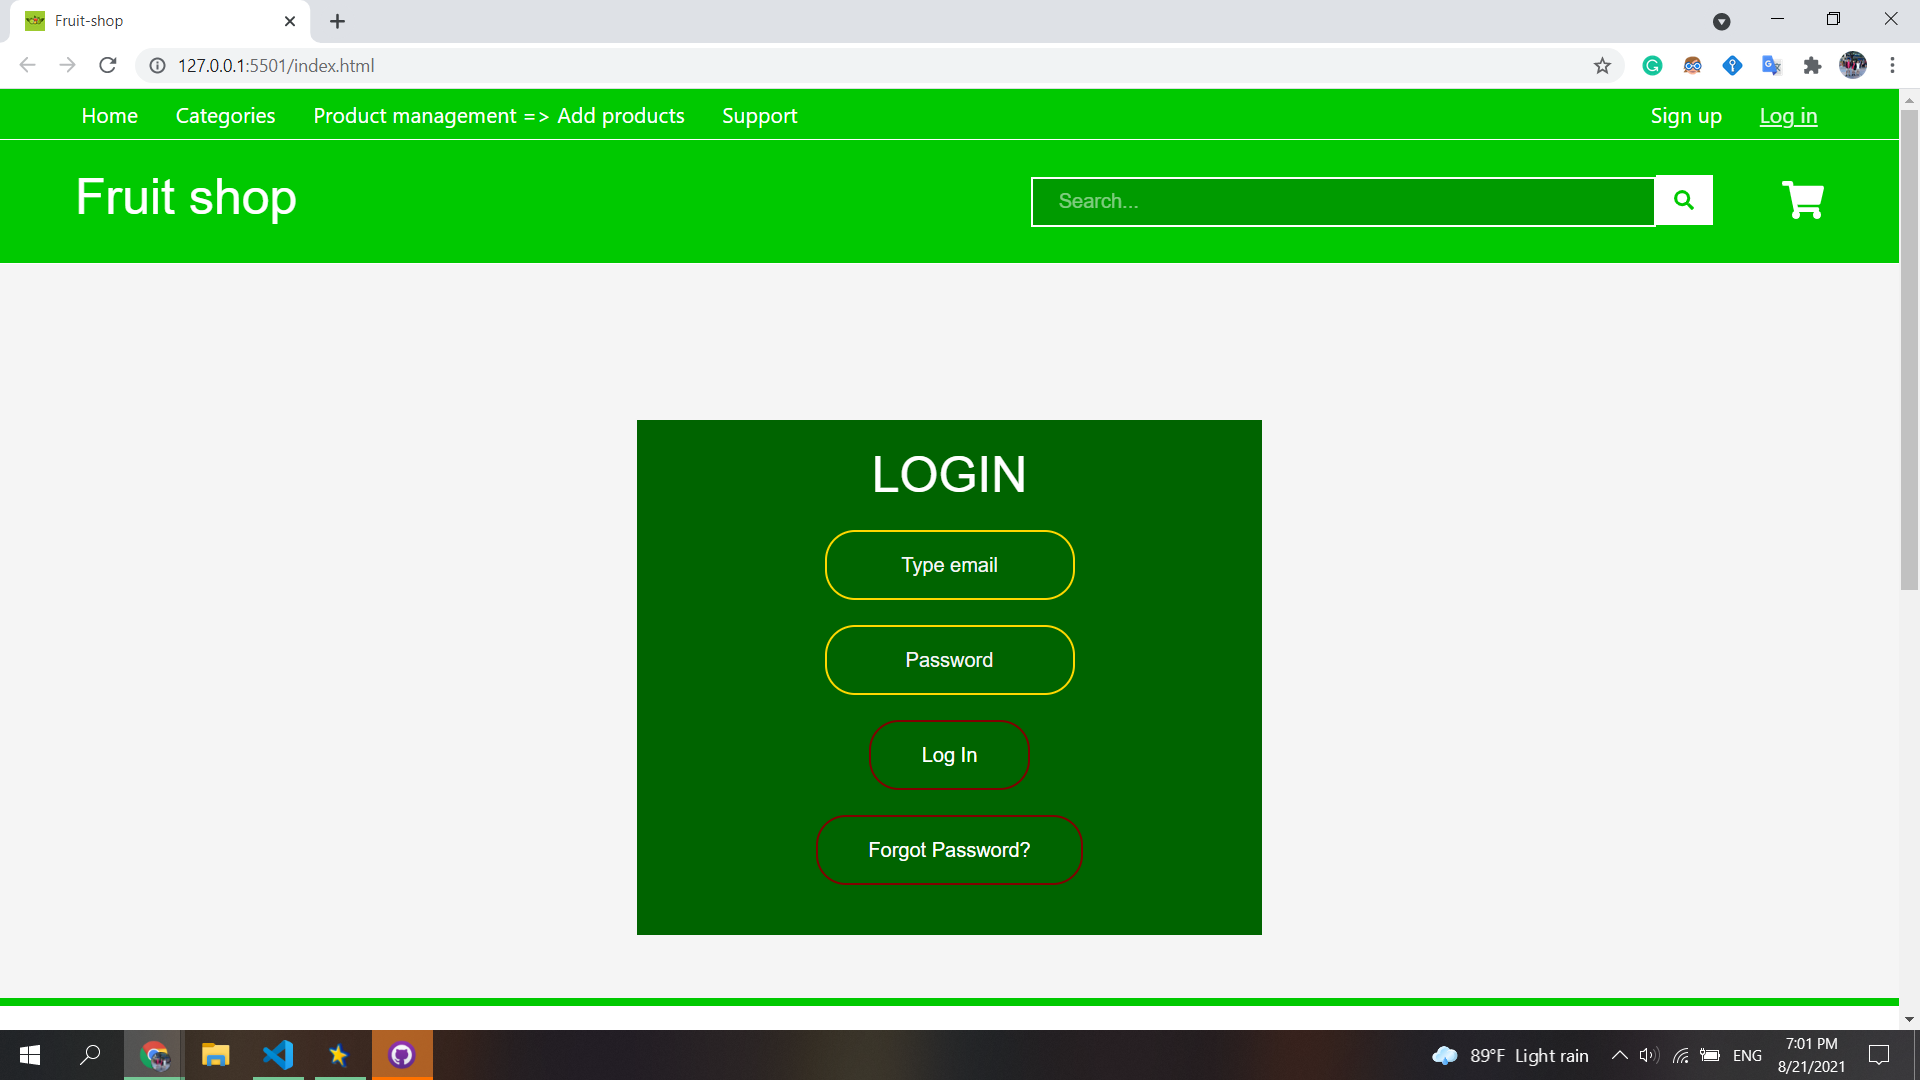 Fruit-shop
127.0.0.1:5501/index.html
Home Categories Product management => Add products Support Sign up Log in
Fruit shop Search...
LOGIN
Type email
Password
Log In
Forgot Password?
89°F Light rain ENG 7:01 PM
8/21/2021